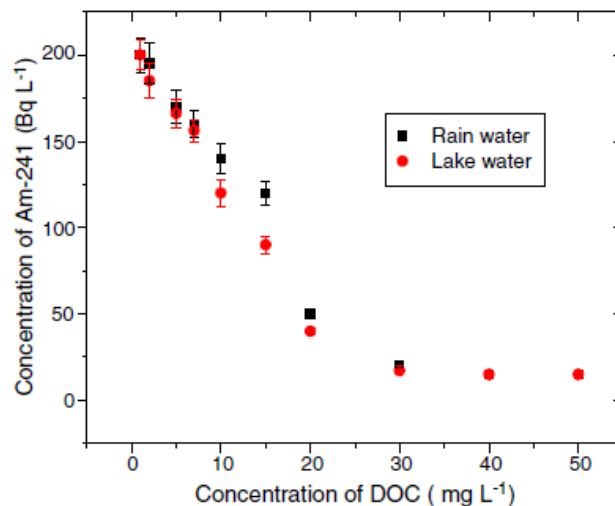 200
150
100
50
0
Concentration of Am-241 (Bq L-1)
Rain water
Lake water
0 10 20 30 40 50
Concentration of DOC ( mg L-1)